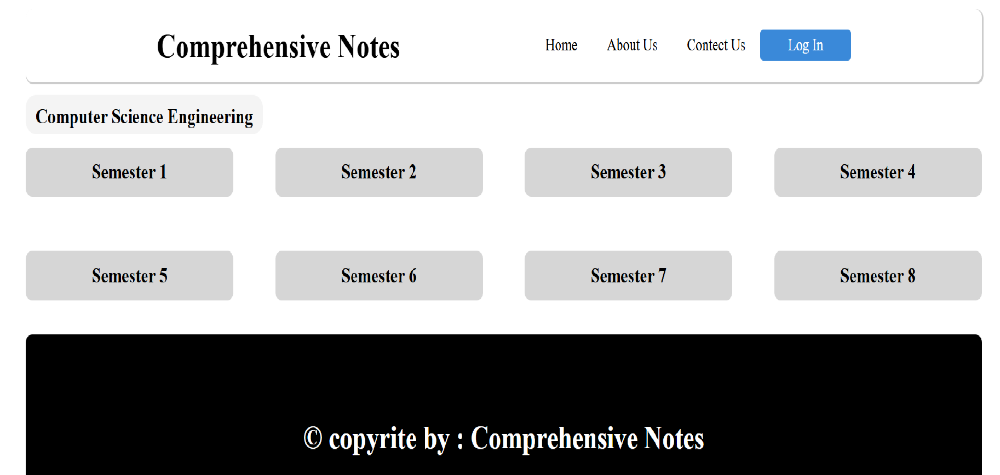 Comprehensive Notes
Home About Us Contect Us Log In
Computer Science Engineering
Semester 1 Semester 2 Semester 3 Semester 4
Semester 5 Semester 6 Semester 7 Semester 8
© copyrite by : Comprehensive Notes